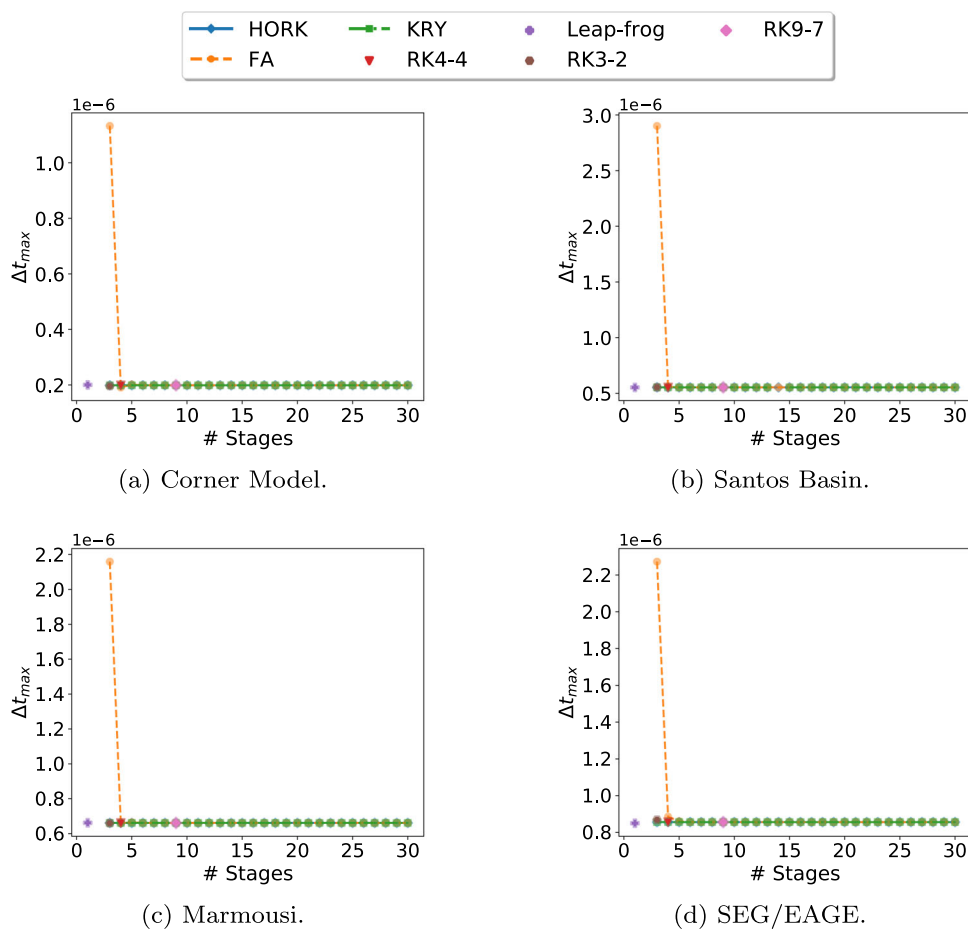 HORK KRY Leap-frog RK9-7
FA RK4-4 RK3-2
1e-6
1.0
0.8
0.6
0.4
0.2
Δt_max
0 5 10 15 20 25 30
# Stages
(a) Corner Model.
1e-6
3.0
2.5
2.0
1.5
1.0
0.5
Δt_max
0 5 10 15 20 25 30
# Stages
(b) Santos Basin.
1e-6
2.2
2.0
1.8
1.6
1.4
1.2
1.0
0.8
0.6
Δt_max
0 5 10 15 20 25 30
# Stages
(c) Marmousi.
1e-6
2.2
2.0
1.8
1.6
1.4
1.2
1.0
0.8
Δt_max
0 5 10 15 20 25 30
# Stages
(d) SEG/EAGE.